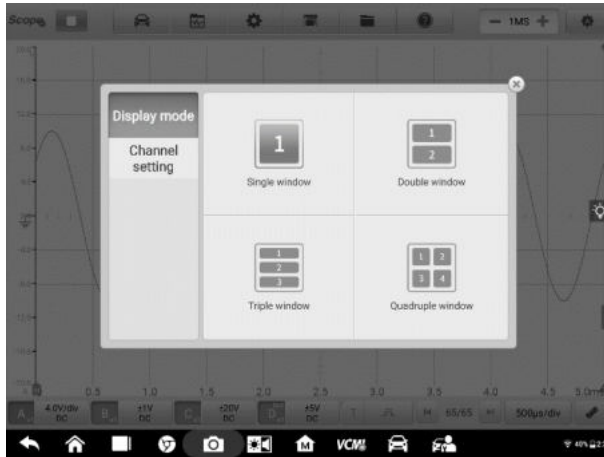 Scope
1MS
Display mode
Channel setting
1
Single window
1
2
Double window
1
2
3
Triple window
1 2
3 4
Quadruple window
0.5 1.0 1.5 2.0 2.5 3.0 3.5 4.0 4.5 5.0ms
A 4.0V/div DC B ±1V DC C ±20V DC D ±5V DC T 65/65 500µs/div
M VCMI 40%